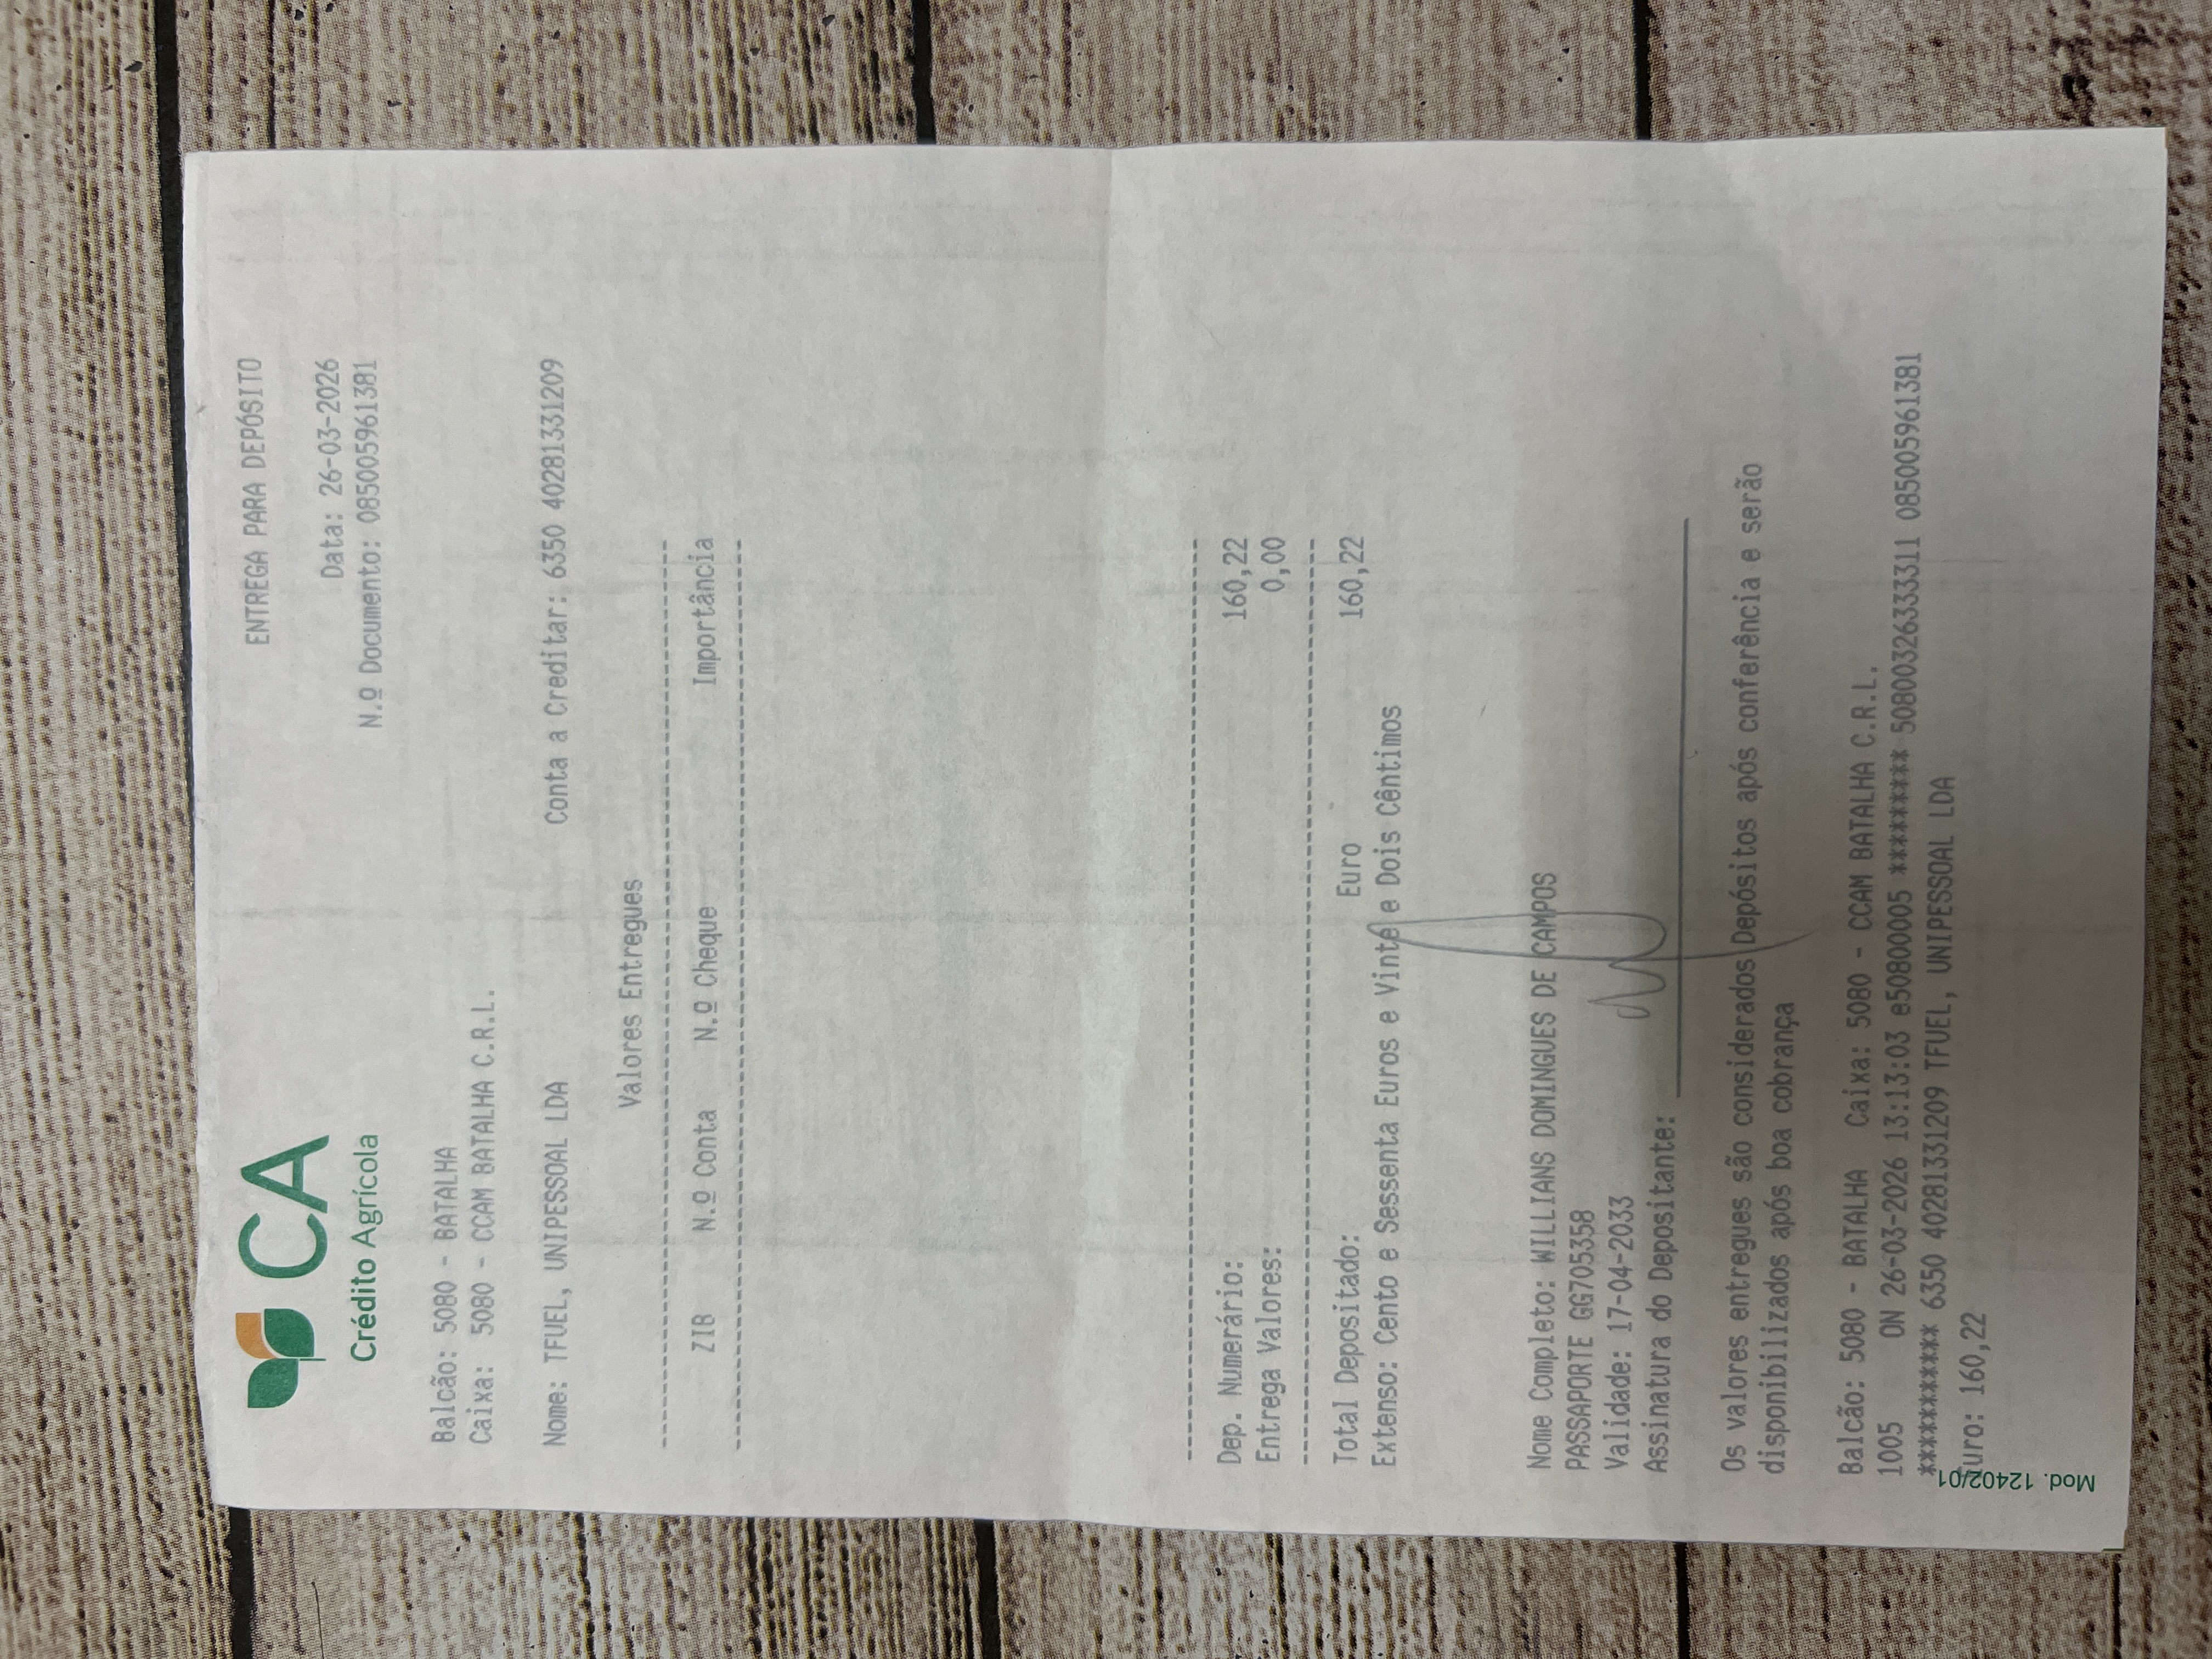 CA
Crédito Agrícola
ENTREGA PARA DEPÓSITO
Data: 26-03-2026
N.º Documento: 085005961381
Balcão: 5080 - BATALHA
Caixa: 5080 - CCAM BATALHA C.R.L.
Nome: TFUEL, UNIPESSOAL LDA Conta a Creditar: 6350 40281331209
Valores Entregues
ZIB N.º Conta N.º Cheque Importância
Dep. Numerário: 160,22
Entrega Valores: 0,00
Total Depositado: Euro 160,22
Extenso: Cento e Sessenta Euros e Vinte e Dois Cêntimos
Nome Completo: WILLIANS DOMINGUES DE CAMPOS
PASSAPORTE GG705358
Validade: 17-04-2033
Assinatura do Depositante:
Os valores entregues são considerados Depósitos após conferência e serão
disponibilizados após boa cobrança
Balcão: 5080 - BATALHA Caixa: 5080 - CCAM BATALHA C.R.L.
1005 ON 26-03-2026 13:13:03 e5080005 ********* 5080032633311 085005961381
********** 6350 40281331209 TFUEL, UNIPESSOAL LDA
uro: 160,22
Mod. 12402/01